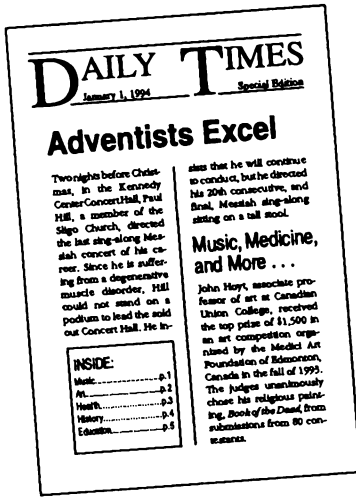 DAILY TIMES
January 1, 1994
Special Edition
Adventists Excel
Two nights before Christ-
mas, in the Kennedy
Center Concert Hall, Paul
Hill, a member of the
Sligo Church, directed
the last sing-along Mes-
siah concert of his ca-
reer. Since he is suffer-
ing from a degenerative
muscle disorder, Hill
could not stand on a
podium to lead the sold
out Concert Hall. He in-
INSIDE:
Music....................p.1
Art....................p.2
Health....................p.3
History....................p.4
Education....................p.5
sists that he will continue
to conduct, but he directed
his 20th consecutive, and
final, Messiah sing-along
sitting on a tall stool.
Music, Medicine,
and More . . .
John Hoyt, associate pro-
fessor of art at Canadian
Union College, received
the top prize of $1,500 in
an art competition orga-
nized by the Medici Art
Foundation of Edmonton,
Canada in the fall of 1993.
The judges unanimously
chose his religious paint-
ing, Book of the Dead, from
submissions from 80 con-
testants.